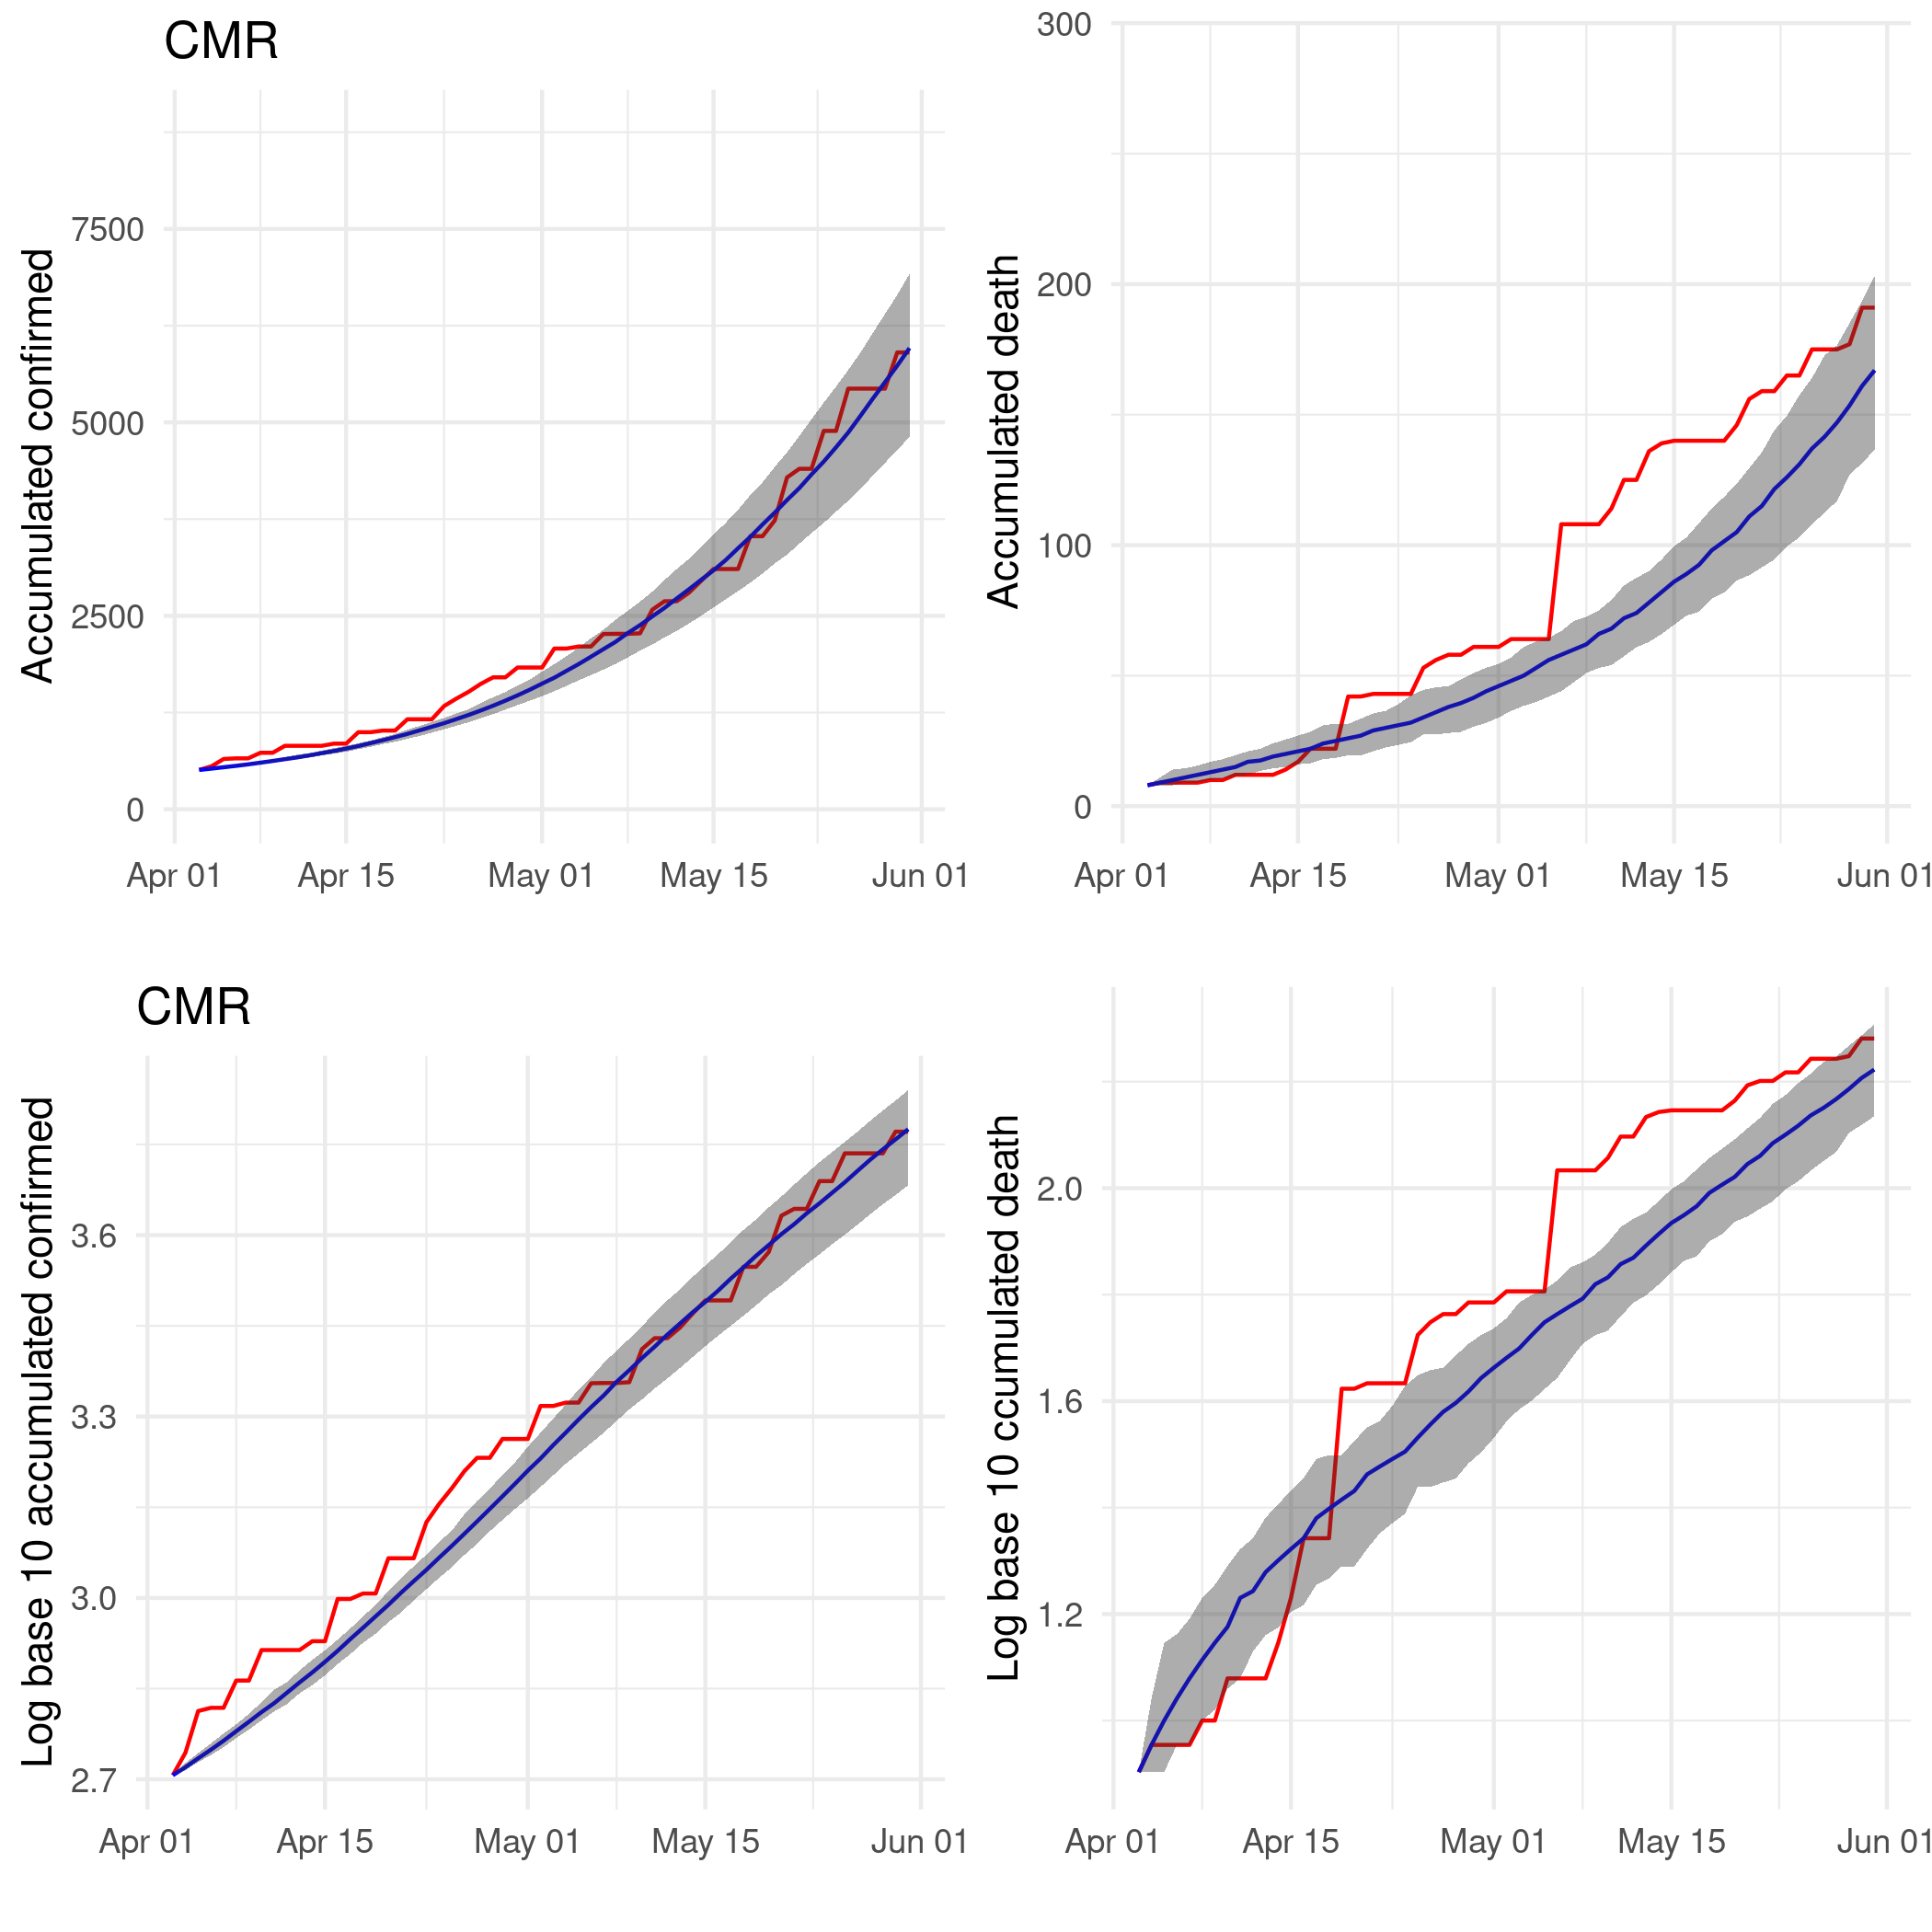 CMR
Accumulated confirmed
7500
5000
2500
0
Apr 01 Apr 15 May 01 May 15 Jun 01
Accumulated death
300
200
100
0
Apr 01 Apr 15 May 01 May 15 Jun 01
CMR
Log base 10 accumulated confirmed
3.6
3.3
3.0
2.7
Apr 01 Apr 15 May 01 May 15 Jun 01
Log base 10 ccumulated death
2.0
1.6
1.2
Apr 01 Apr 15 May 01 May 15 Jun 01